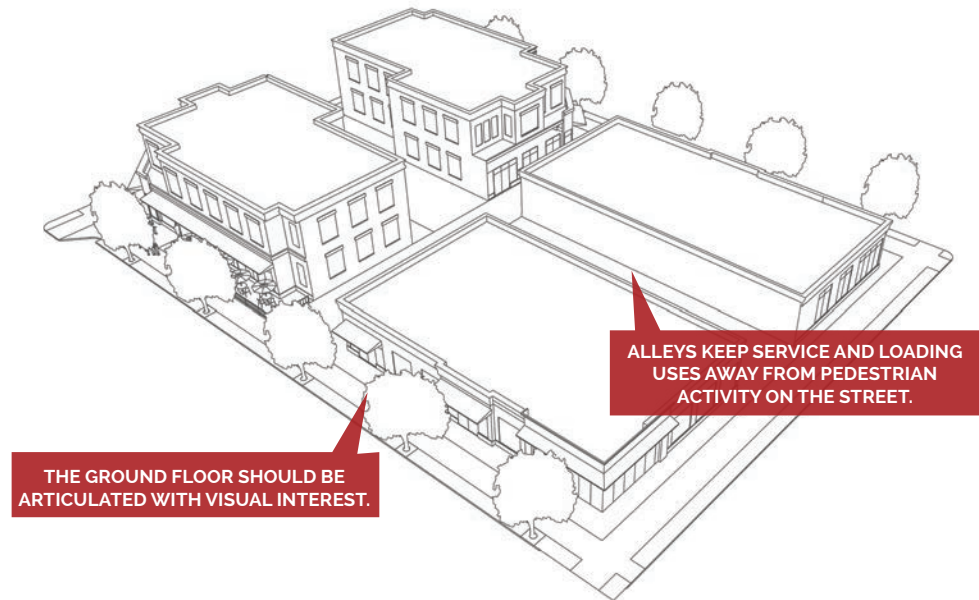 ALLEYS KEEP SERVICE AND LOADING
USES AWAY FROM PEDESTRIAN
ACTIVITY ON THE STREET.
THE GROUND FLOOR SHOULD BE
ARTICULATED WITH VISUAL INTEREST.